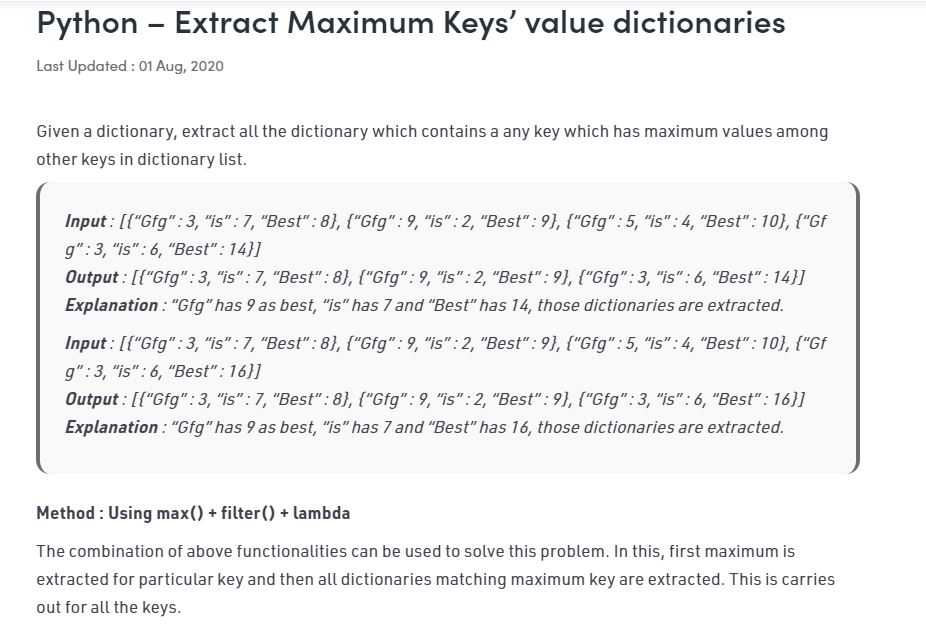 Python – Extract Maximum Keys’ value dictionaries
Last Updated : 01 Aug, 2020
Given a dictionary, extract all the dictionary which contains a any key which has maximum values among
other keys in dictionary list.
Input : [{“Gfg” : 3, “is” : 7, “Best” : 8}, {“Gfg” : 9, “is” : 2, “Best” : 9}, {“Gfg” : 5, “is” : 4, “Best” : 10}, {“Gf
g” : 3, “is” : 6, “Best” : 14}]
Output : [{“Gfg” : 3, “is” : 7, “Best” : 8}, {“Gfg” : 9, “is” : 2, “Best” : 9}, {“Gfg” : 3, “is” : 6, “Best” : 14}]
Explanation : “Gfg” has 9 as best, “is” has 7 and “Best” has 14, those dictionaries are extracted.
Input : [{“Gfg” : 3, “is” : 7, “Best” : 8}, {“Gfg” : 9, “is” : 2, “Best” : 9}, {“Gfg” : 5, “is” : 4, “Best” : 10}, {“Gf
g” : 3, “is” : 6, “Best” : 16}]
Output : [{“Gfg” : 3, “is” : 7, “Best” : 8}, {“Gfg” : 9, “is” : 2, “Best” : 9}, {“Gfg” : 3, “is” : 6, “Best” : 16}]
Explanation : “Gfg” has 9 as best, “is” has 7 and “Best” has 16, those dictionaries are extracted.
Method : Using max() + filter() + lambda
The combination of above functionalities can be used to solve this problem. In this, first maximum is
extracted for particular key and then all dictionaries matching maximum key are extracted. This is carries
out for all the keys.